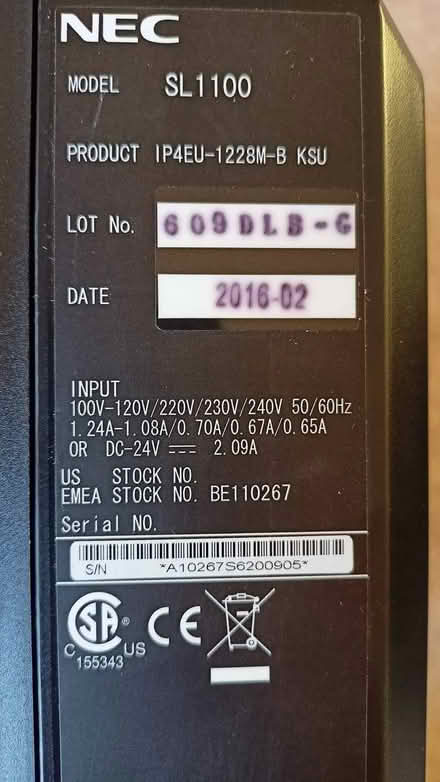 NEC
MODEL SL1100
PRODUCT IP4EU-1228M-B KSU
LOT No. 609DLB-G
DATE 2016-02
INPUT
100V-120V/220V/230V/240V 50/60Hz
1.24A-1.08A/0.70A/0.67A/0.65A
OR DC-24V 2.09A
US STOCK NO.
EMEA STOCK NO. BE110267
Serial NO.
S/N *A10267S6200905*
SA ® CE
C US
155343